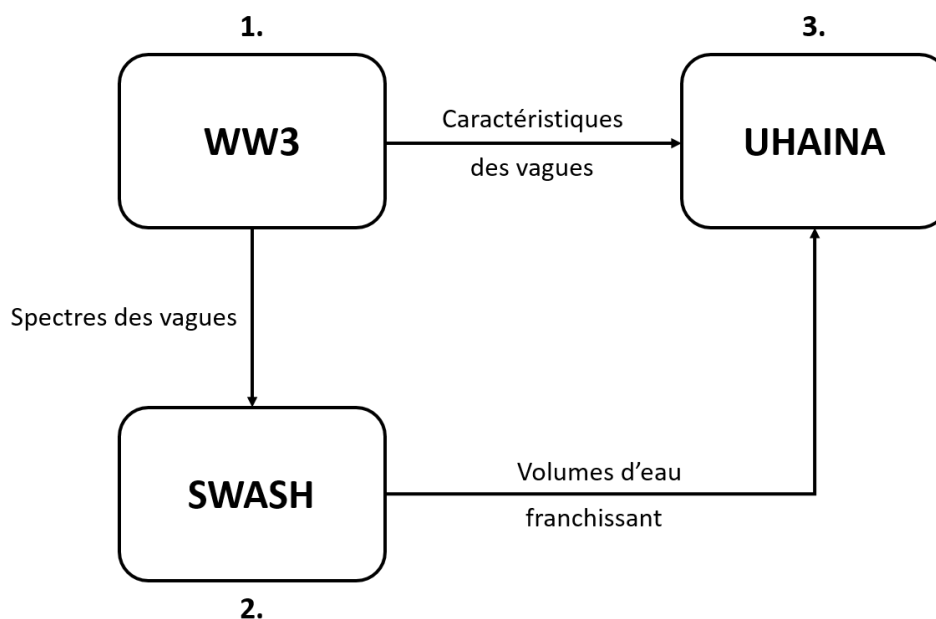 1.
3.
WW3
Caractéristiques
des vagues
UHAINA
Spectres des vagues
SWASH
Volumes d’eau
franchissant
2.